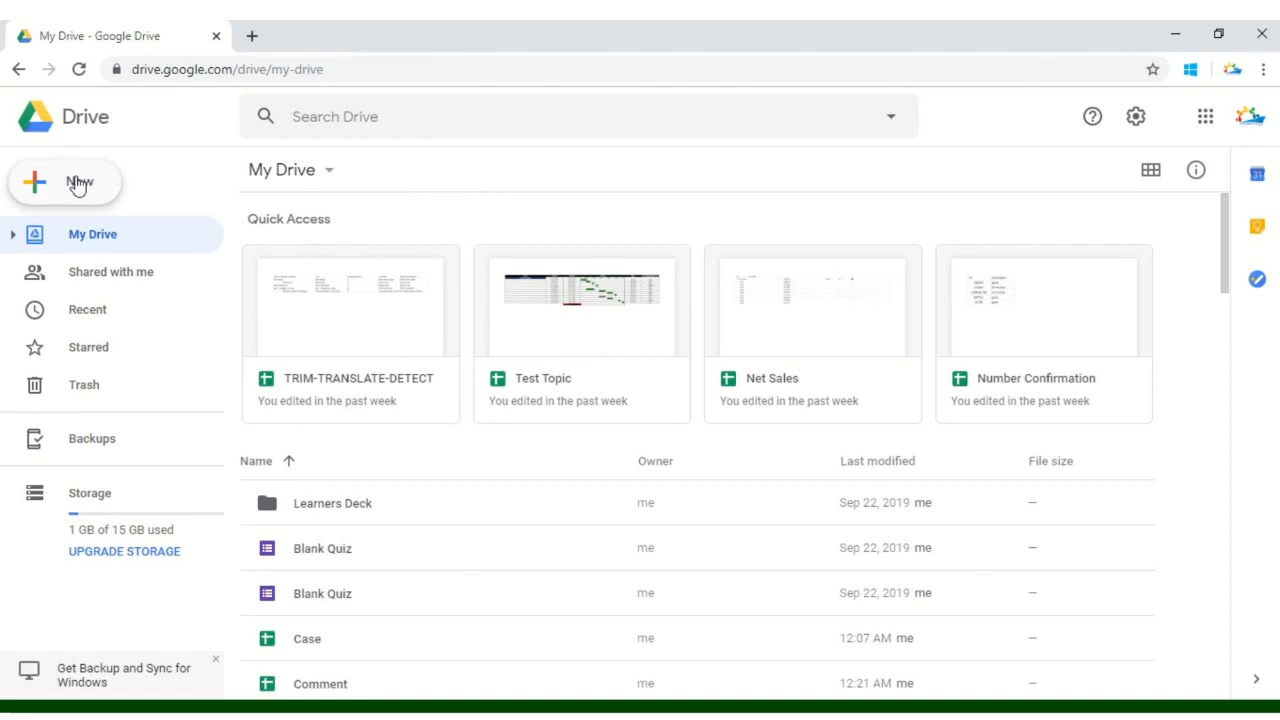 My Drive - Google Drive
drive.google.com/drive/my-drive
Drive
Search Drive
New
My Drive
My Drive
Shared with me
Recent
Starred
Trash
Backups
Storage
1 GB of 15 GB used
UPGRADE STORAGE
Get Backup and Sync for
Windows
Quick Access
TRIM-TRANSLATE-DETECT
You edited in the past week
Test Topic
You edited in the past week
Net Sales
You edited in the past week
Number Confirmation
You edited in the past week
Name Owner Last modified File size
Learners Deck me Sep 22, 2019 me –
Blank Quiz me Sep 22, 2019 me –
Blank Quiz me Sep 22, 2019 me –
Case me 12:07 AM me –
Comment me 12:21 AM me –
31